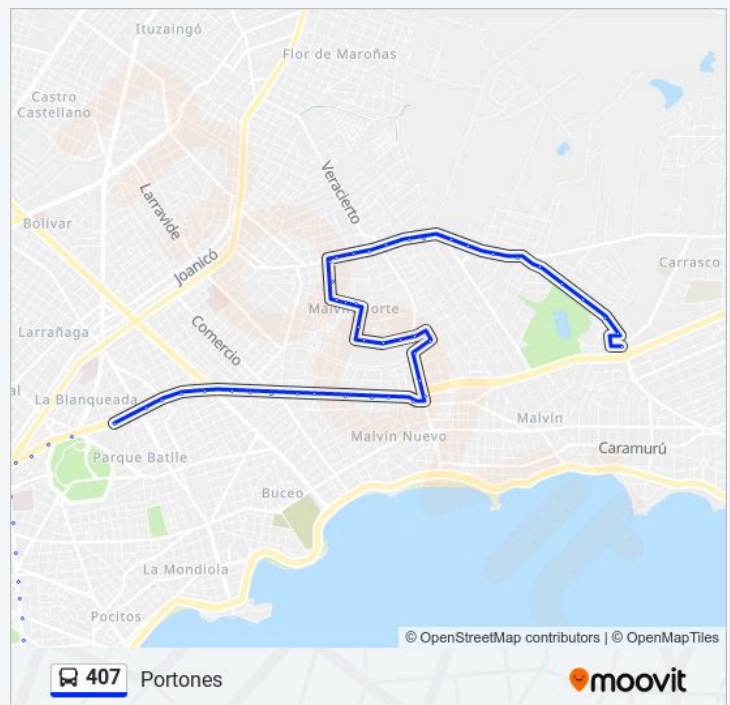 Ituzaingó
Flor de Maroñas
Castro
Castellano
Veracierto
Larravide
Bolívar
Joanicó
Carrasco
Malvín Norte
Larrañaga
Comercio
al
La Blanqueada
Malvín
Malvín Nuevo
Caramurú
Parque Batlle
Buceo
La Mondiola
Pocitos
© OpenStreetMap contributors | © OpenMapTiles
407 Portones
moovit